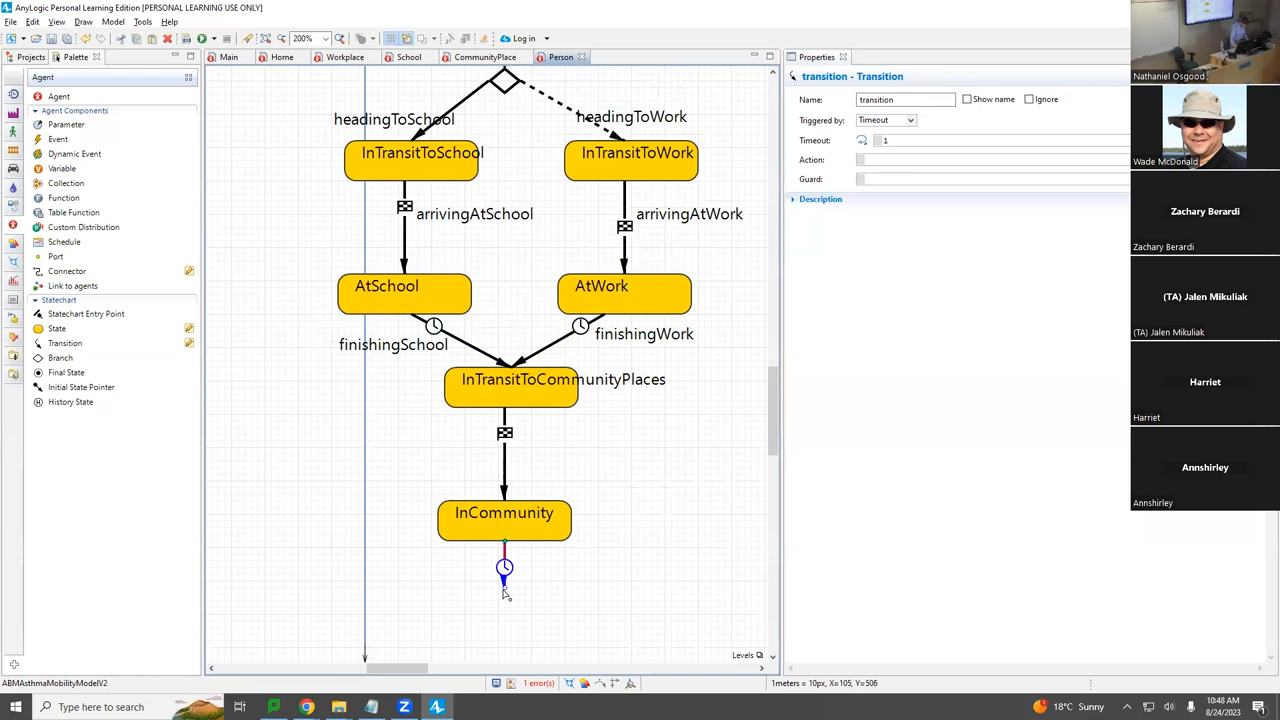 AnyLogic Personal Learning Edition [PERSONAL LEARNING USE ONLY]
File Edit View Draw Model Tools Help
200% Log in
Projects Palette
Main Home Workplace School CommunityPlace Person
Properties
Agent
Agent
Agent Components
Parameter
Event
Dynamic Event
Variable
Collection
Function
Table Function
Custom Distribution
Schedule
Port
Connector
Link to agents
Statechart
Statechart Entry Point
State
Transition
Branch
Final State
Initial State Pointer
History State
headingToSchool headingToWork
InTransitToSchool InTransitToWork
arrivingAtSchool arrivingAtWork
AtSchool AtWork
finishingSchool finishingWork
InTransitToCommunityPlaces
InCommunity
Levels
transition - Transition
Name: transition Show name Ignore
Triggered by: Timeout
Timeout: 1
Action:
Guard:
Description
Nathaniel Osgood
Wade McDonald
Zachary Berardi
Zachary Berardi
(TA) Jalen Mikuliak
(TA) Jalen Mikuliak
Harriet
Harriet
Annshirley
Annshirley
ABMAsthmaMobilityModelV2 1 error(s) 1meters = 10px, X=105, Y=506
Type here to search
18°C Sunny
10:48 AM
8/24/2023
1